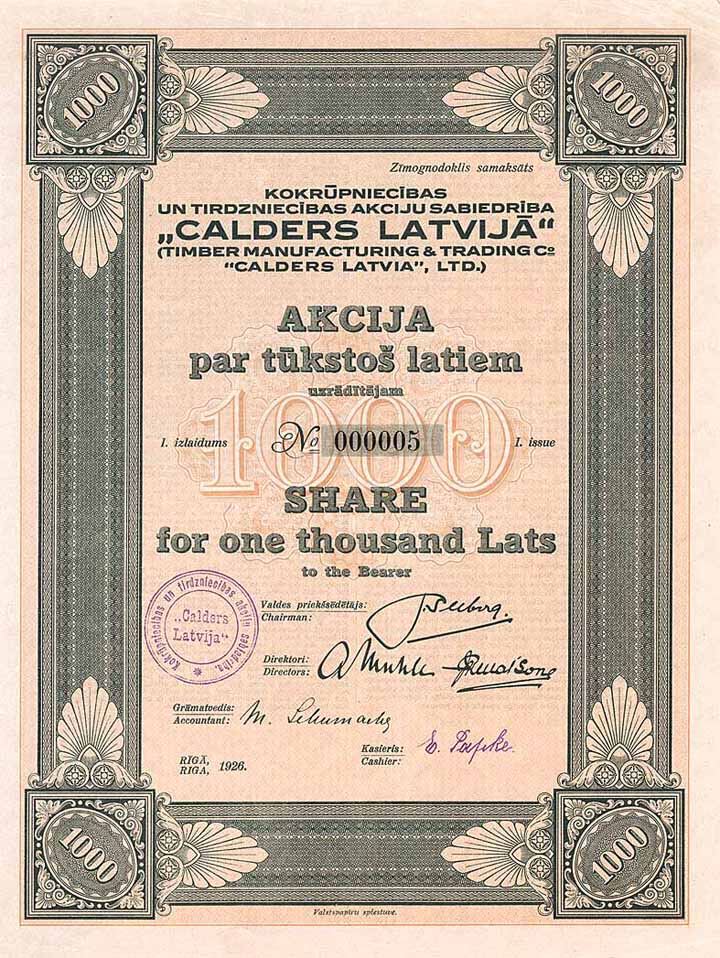 1000
1000
Zīmognodoklis samaksāts
KOKRŪPNIECĪBAS
UN TIRDZNIECĪBAS AKCIJU SABIEDRĪBA
„CALDERS LATVIJĀ“
(TIMBER MANUFACTURING & TRADING Co
“CALDERS LATVIA”, LTD.)
AKCIJA
par tūkstoš latiem
uzrādītājam
1000
I. izlaidums
No 000005
I. issue
SHARE
for one thousand Lats
to the Bearer
Kokrūpniecības un tirdzniecības akciju sabiedrība.
„Calders
Latvija“
Valdes priekšsēdētājs:
Chairman:
Direktori:
Directors:
Grāmatvedis:
Accountant:
M. Schumacher
Kasieris:
Cashier:
E. Papke.
RĪGĀ,
RIGA, 1926.
1000
1000
Valstspapīru spiestuve.